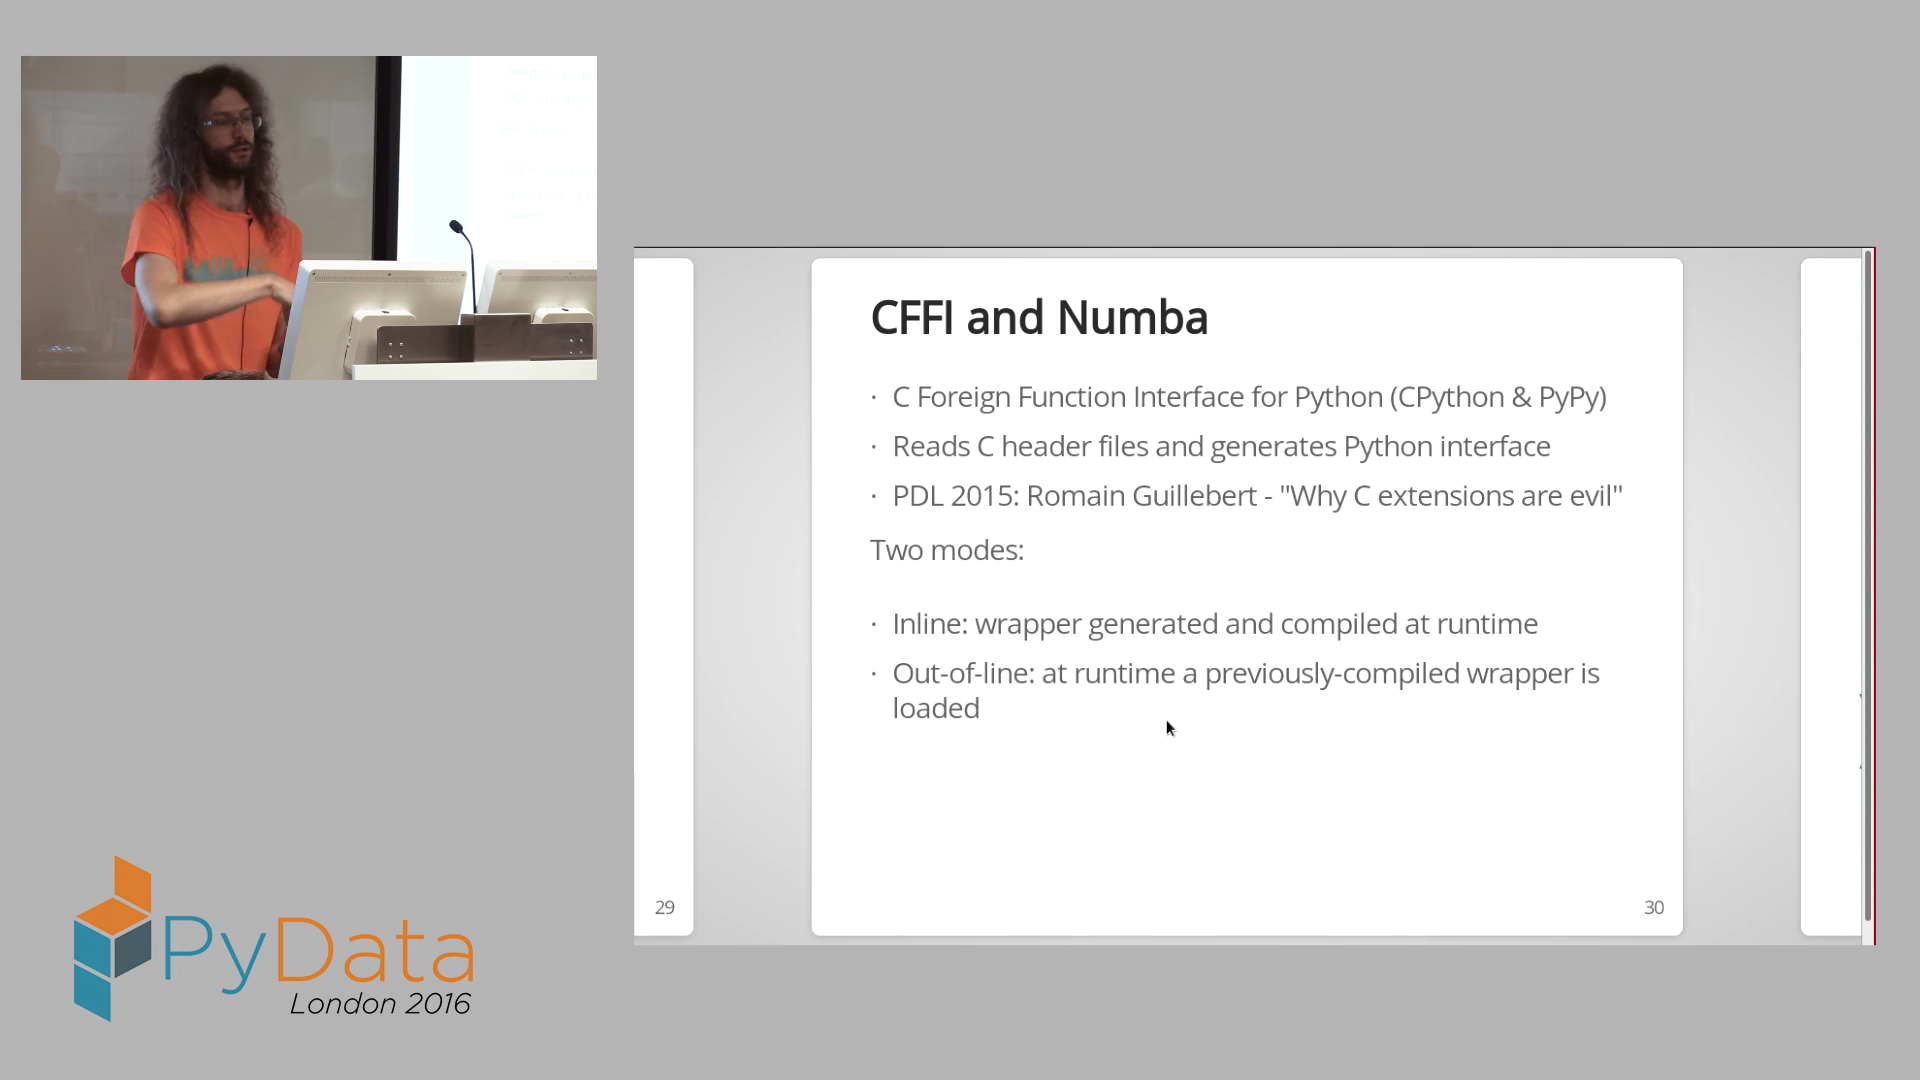 CFFI and Numba
· C Foreign Function Interface for Python (CPython & PyPy)
· Reads C header files and generates Python interface
· PDL 2015: Romain Guillebert - "Why C extensions are evil"
Two modes:
· Inline: wrapper generated and compiled at runtime
· Out-of-line: at runtime a previously-compiled wrapper is
loaded
29
30
PyData
London 2016